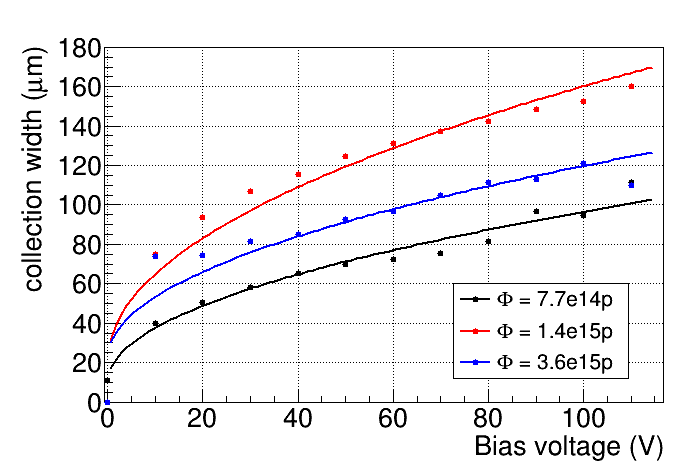 collection width (μm)
180
160
140
120
100
80
60
40
20
0
0 20 40 60 80 100
Bias voltage (V)
Φ = 7.7e14p
Φ = 1.4e15p
Φ = 3.6e15p